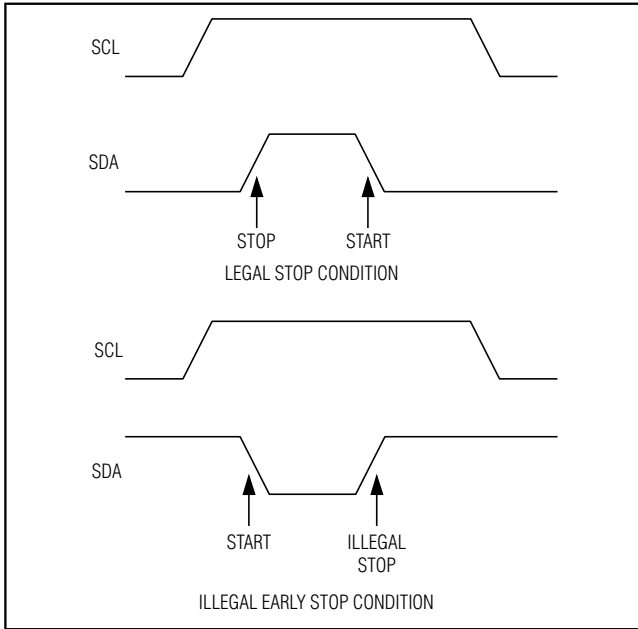 SCL
SDA
STOP START
LEGAL STOP CONDITION
SCL
SDA
START ILLEGAL
STOP
ILLEGAL EARLY STOP CONDITION